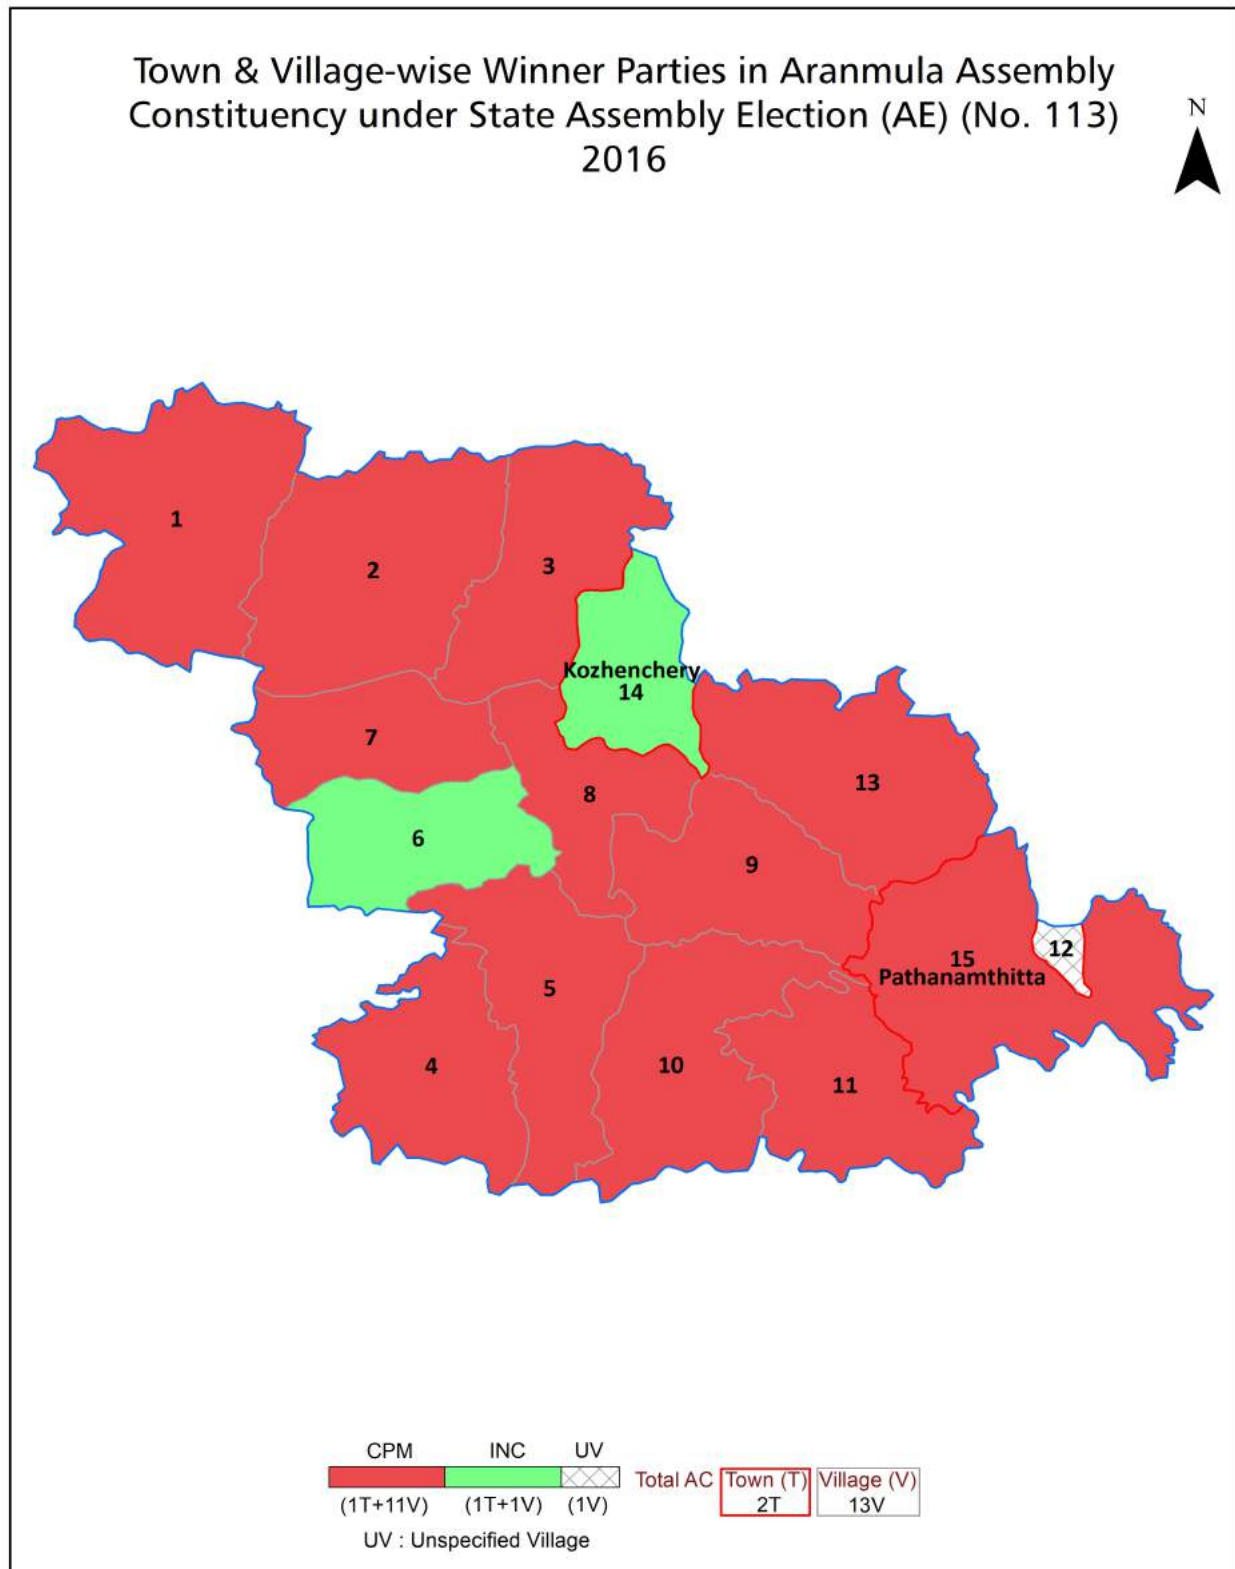 Town & Village-wise Winner Parties in Aranmula Assembly
Constituency under State Assembly Election (AE) (No. 113)
2016
N
1
2
3
Kozhenchery
14
7
8
13
6
9
12
15
Pathanamthitta
5
4
10
11
CPM INC UV
Total AC Town (T) Village (V)
(1T+11V) (1T+1V) (1V) 2T 13V
UV : Unspecified Village